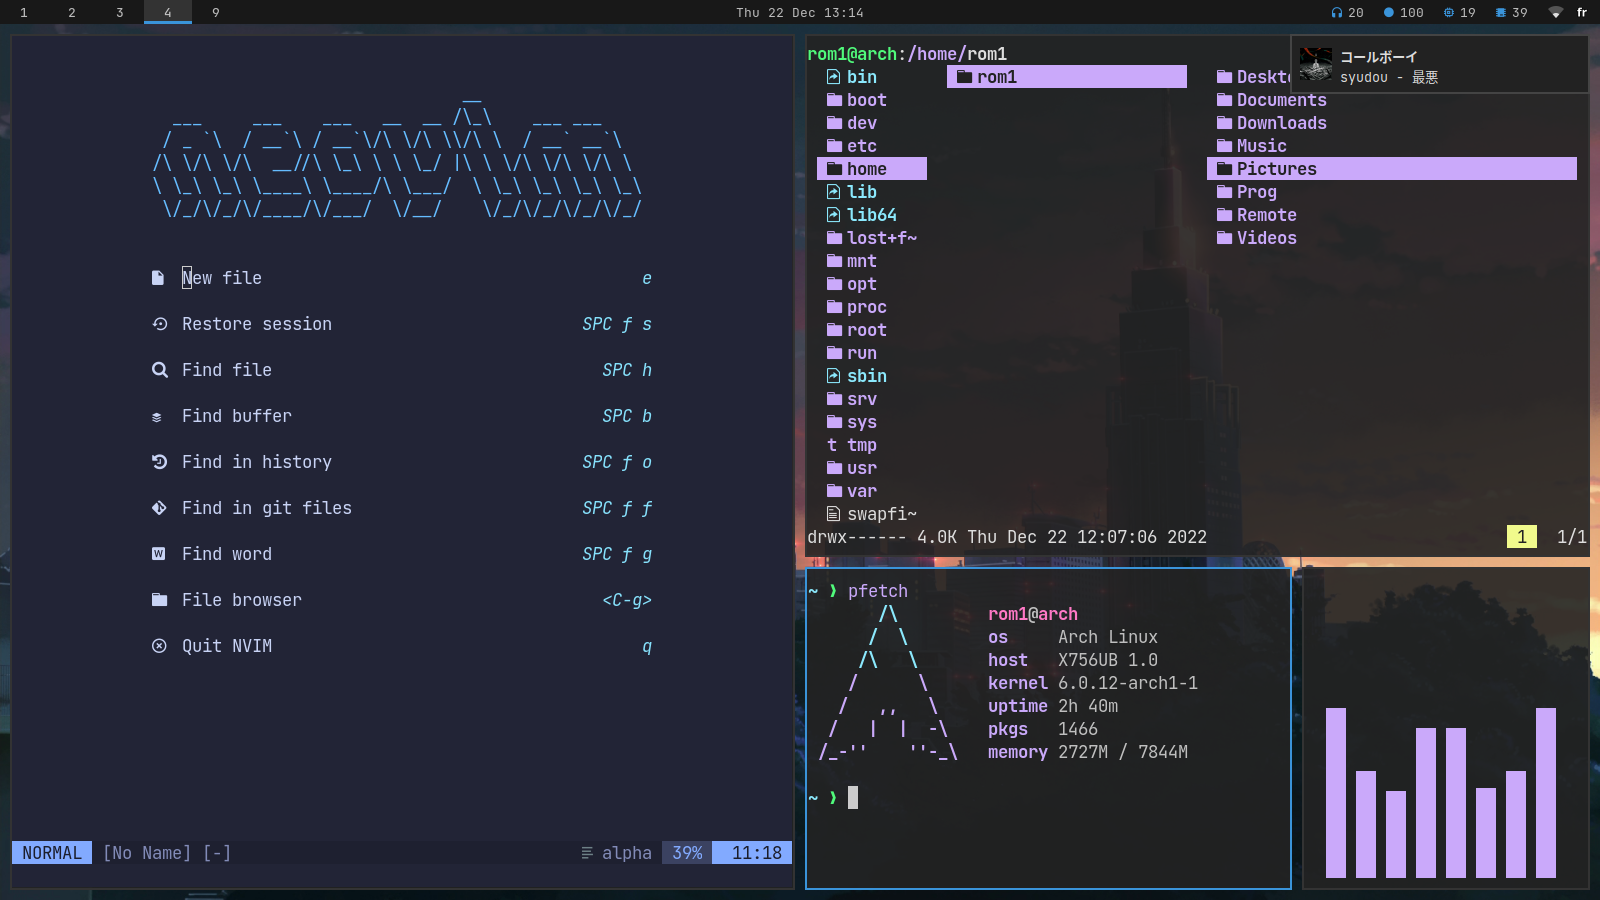 1 2 3 4 9
Thu 22 Dec 13:14
20 100 19 39 fr
New file e
Restore session SPC f s
Find file SPC h
Find buffer SPC b
Find in history SPC f o
Find in git files SPC f f
Find word SPC f g
File browser <C-g>
Quit NVIM q
NORMAL [No Name] [-] alpha 39% 11:18
rom1@arch:/home/rom1
bin
boot
dev
etc
home
lib
lib64
lost+f~
mnt
opt
proc
root
run
sbin
srv
sys
t tmp
usr
var
swapfi~
rom1
Deskt
Documents
Downloads
Music
Pictures
Prog
Remote
Videos
drwx------ 4.0K Thu Dec 22 12:07:06 2022 1 1/1
コールボーイ
syudou - 最悪
~ ❯ pfetch
rom1@arch
os Arch Linux
host X756UB 1.0
kernel 6.0.12-arch1-1
uptime 2h 40m
pkgs 1466
memory 2727M / 7844M
~ ❯